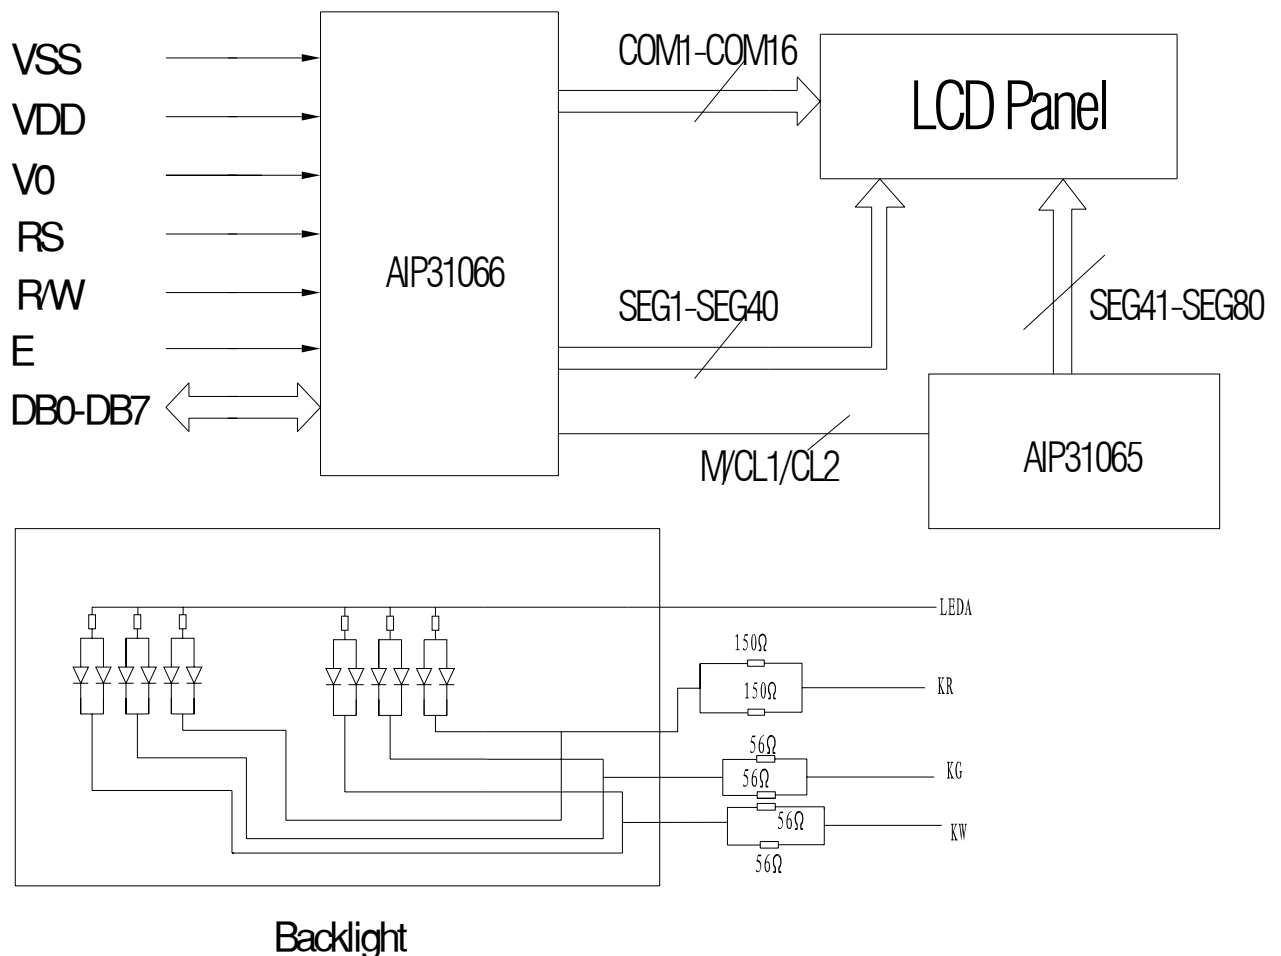 VSS
VDD
V0
RS
R/W
E
DB0-DB7
AIP31066
COM1-COM16
LCD Panel
SEG1-SEG40
SEG41-SEG80
M/CL1/CL2
AIP31065
LEDA
150Ω
KR
150Ω
56Ω
KG
56Ω
56Ω
KW
56Ω
Backlight